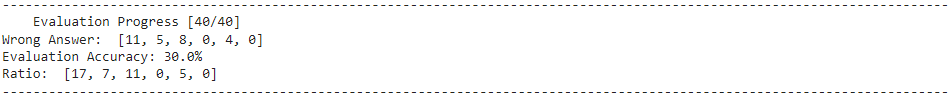 Evaluation Progress [40/40]
Wrong Answer:  [11, 5, 8, 0, 4, 0]
Evaluation Accuracy: 30.0%
Ratio:  [17, 7, 11, 0, 5, 0]